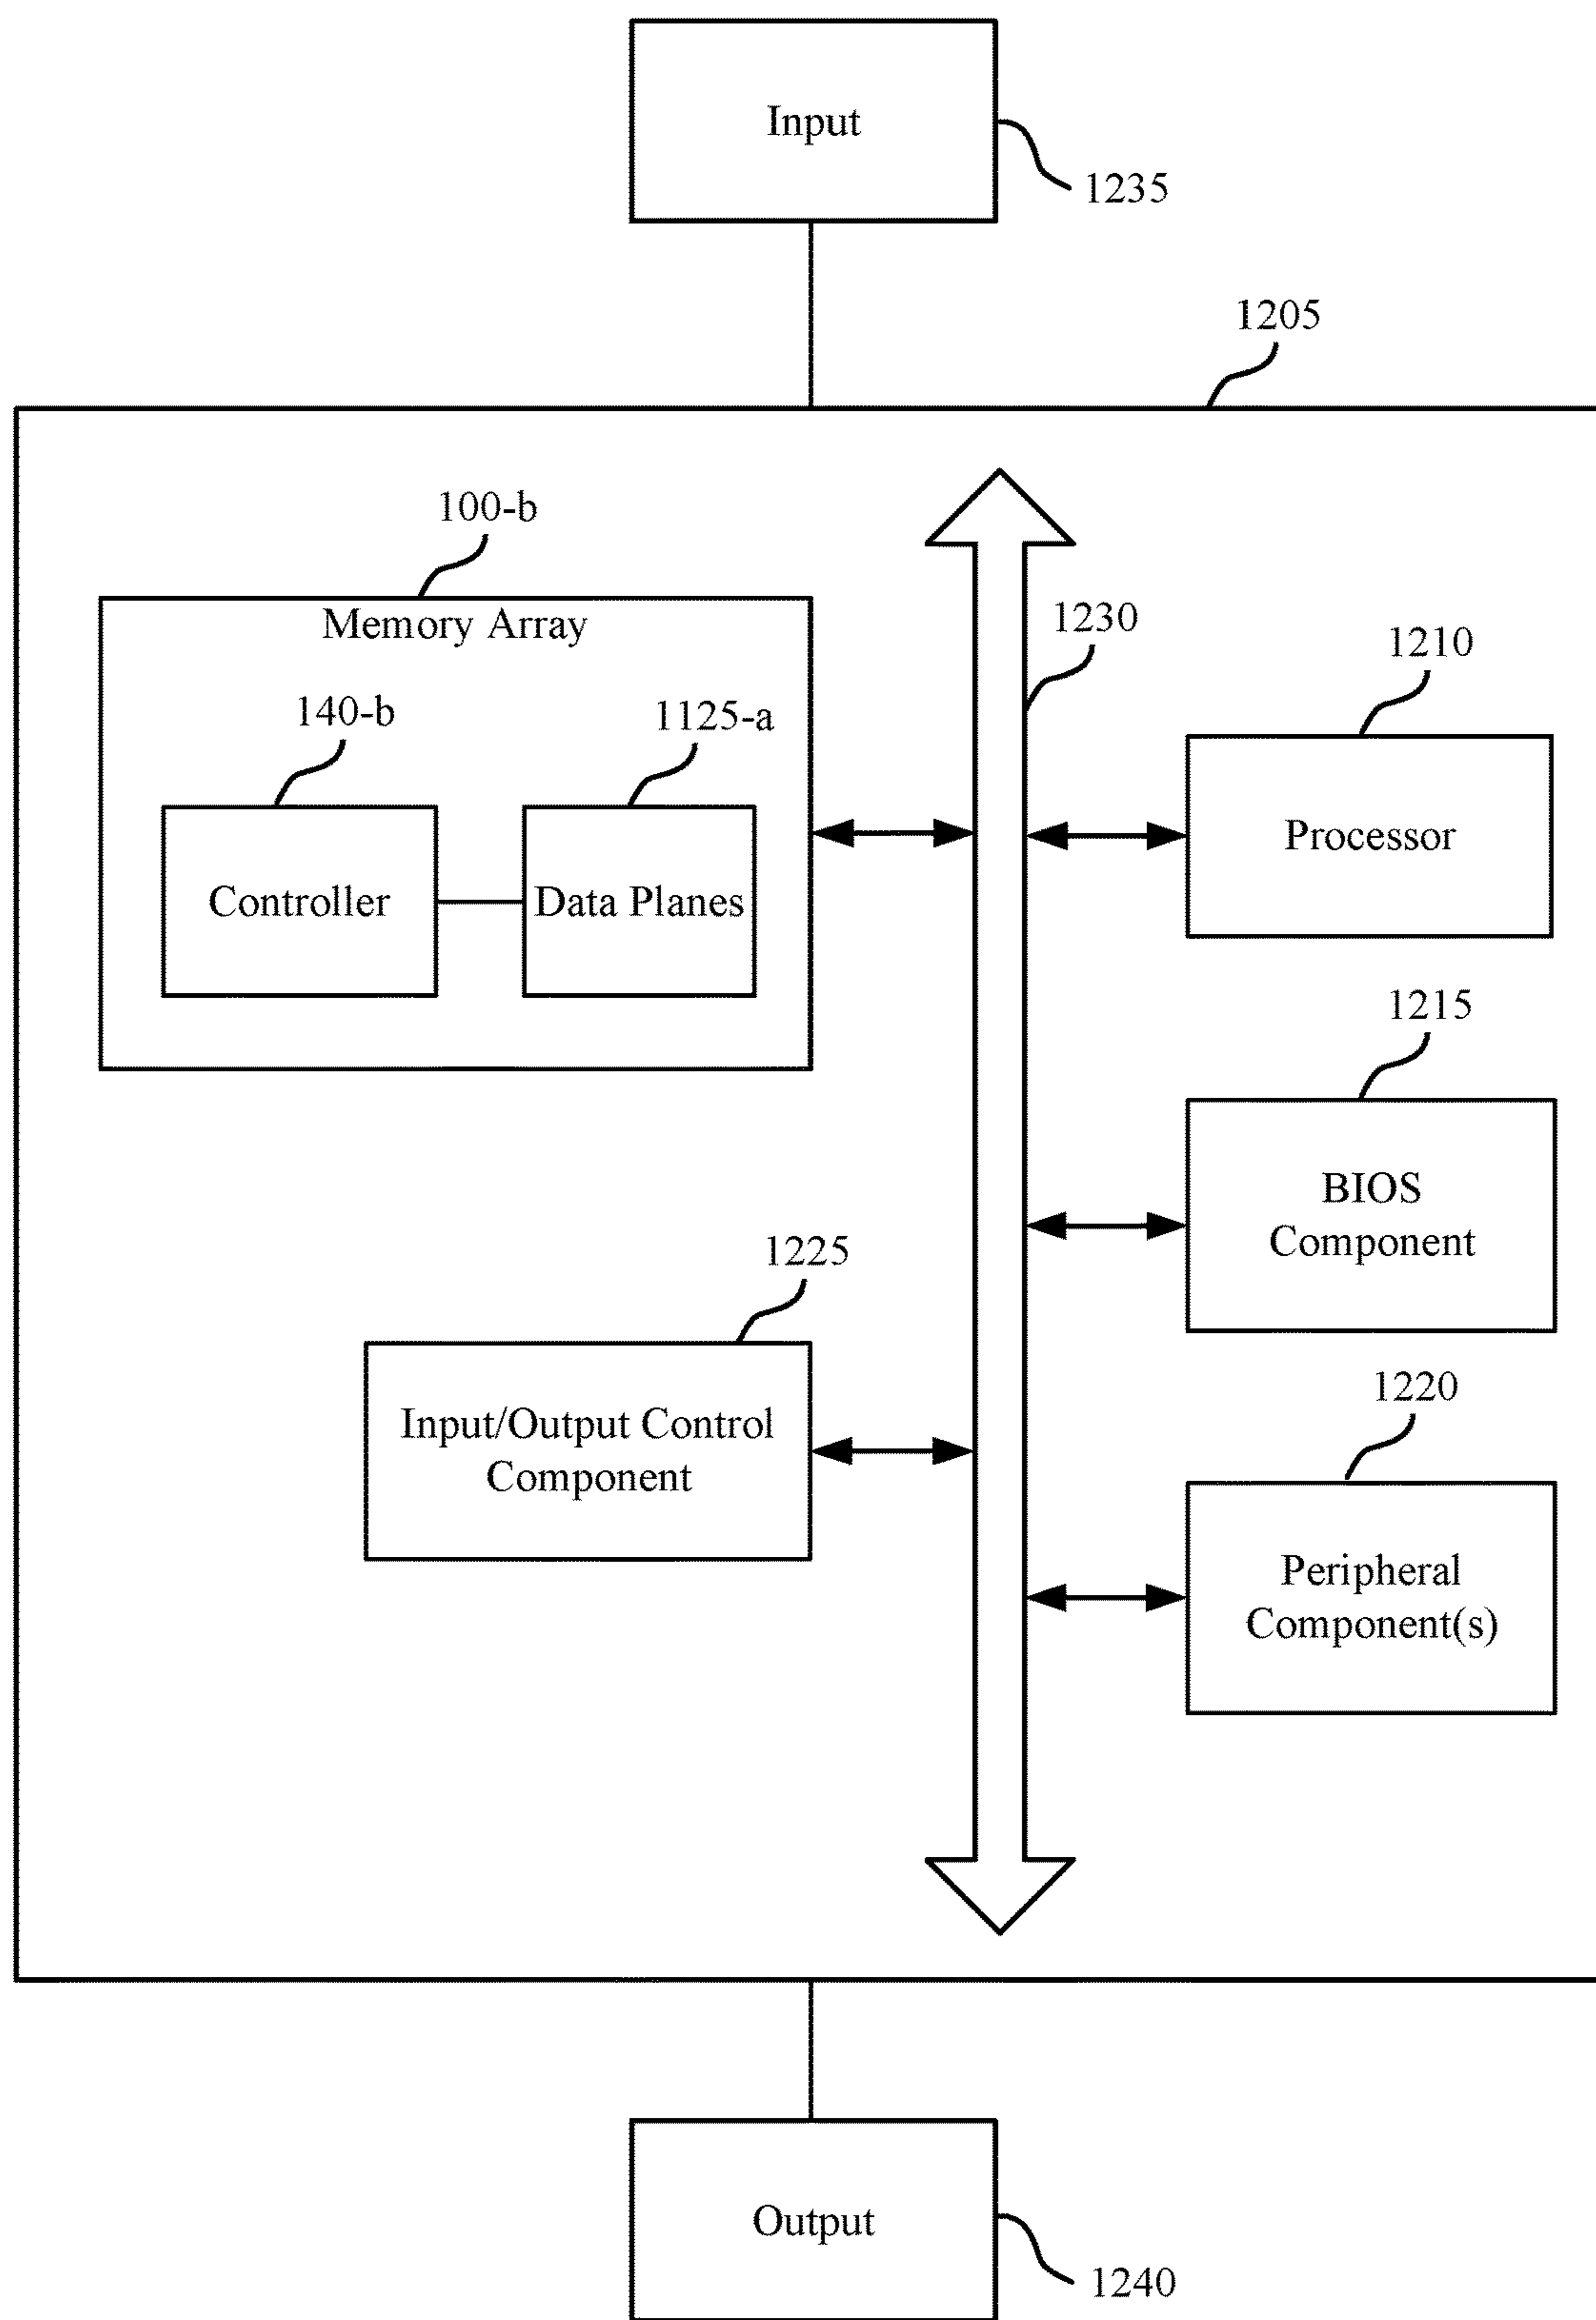 Input
1235
1205
100-b
Memory Array
1230
1210
140-b
1125-a
Processor
Controller
Data Planes
1215
BIOS
Component
1225
1220
Input/Output Control
Component
Peripheral
Component(s)
Output
1240